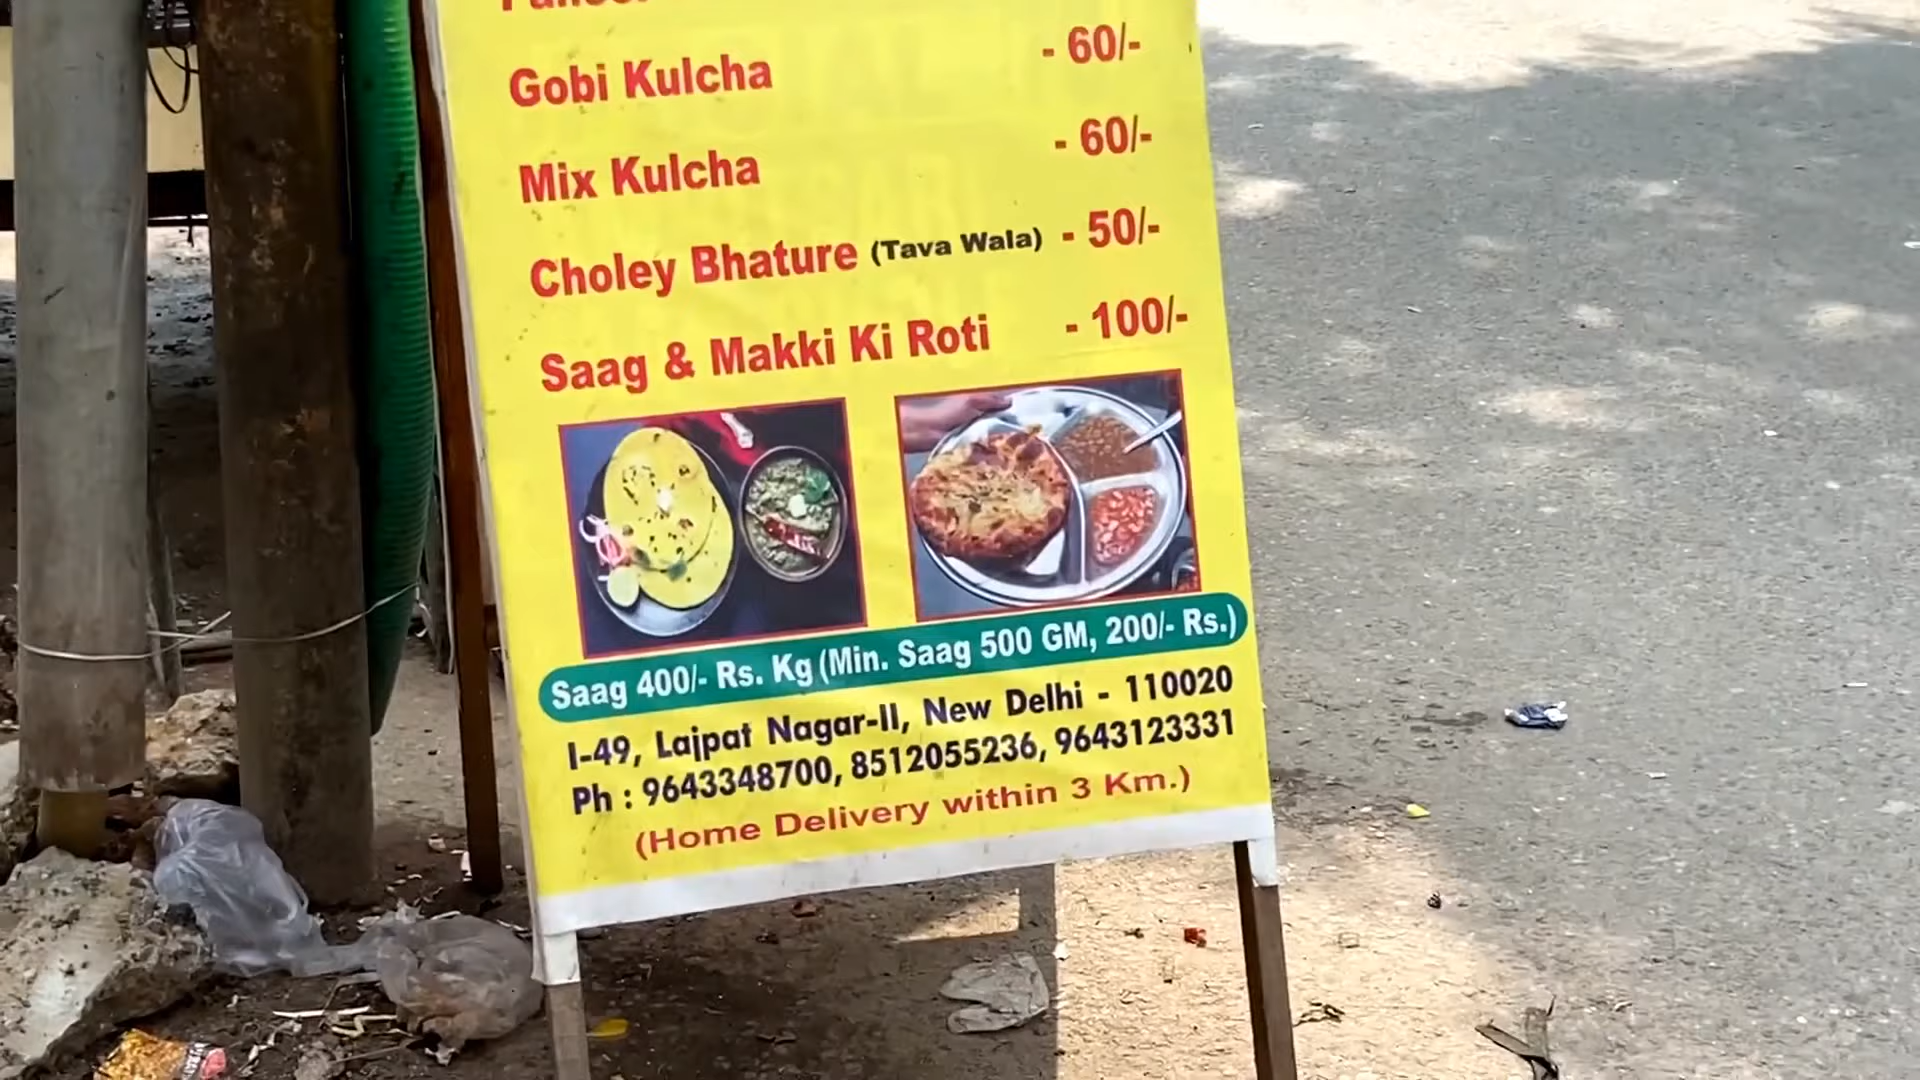 Gobi Kulcha - 60/-
Mix Kulcha - 60/-
Choley Bhature (Tava Wala) - 50/-
Saag & Makki Ki Roti - 100/-
Saag 400/- Rs. Kg (Min. Saag 500 GM, 200/- Rs.)
I-49, Lajpat Nagar-II, New Delhi - 110020
Ph : 9643348700, 8512055236, 9643123331
(Home Delivery within 3 Km.)